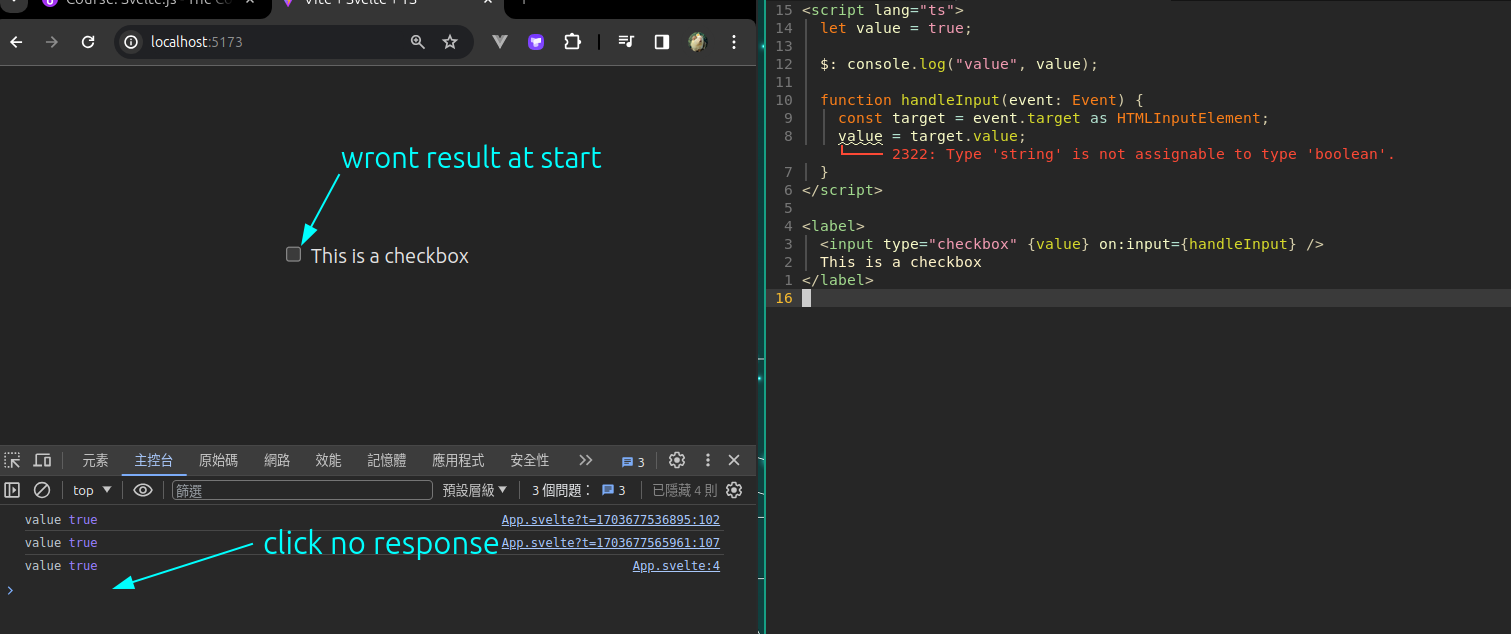 Course: Svelte.js - The Co
Vite + Svelte + TS
localhost:5173
wront result at start
This is a checkbox
元素 主控台 原始碼 網路 效能 記憶體 應用程式 安全性 3
top 篩選 預設層級 3 個問題： 3 已隱藏 4 則
value true App.svelte?t=1703677536895:102
value true App.svelte?t=1703677565961:107
click no response
value true App.svelte:4
15 <script lang="ts">
14 let value = true;
13
12 $: console.log("value", value);
11
10 function handleInput(event: Event) {
9 const target = event.target as HTMLInputElement;
8 value = target.value;
2322: Type 'string' is not assignable to type 'boolean'.
7 }
6 </script>
5
4 <label>
3 <input type="checkbox" {value} on:input={handleInput} />
2 This is a checkbox
1 </label>
16